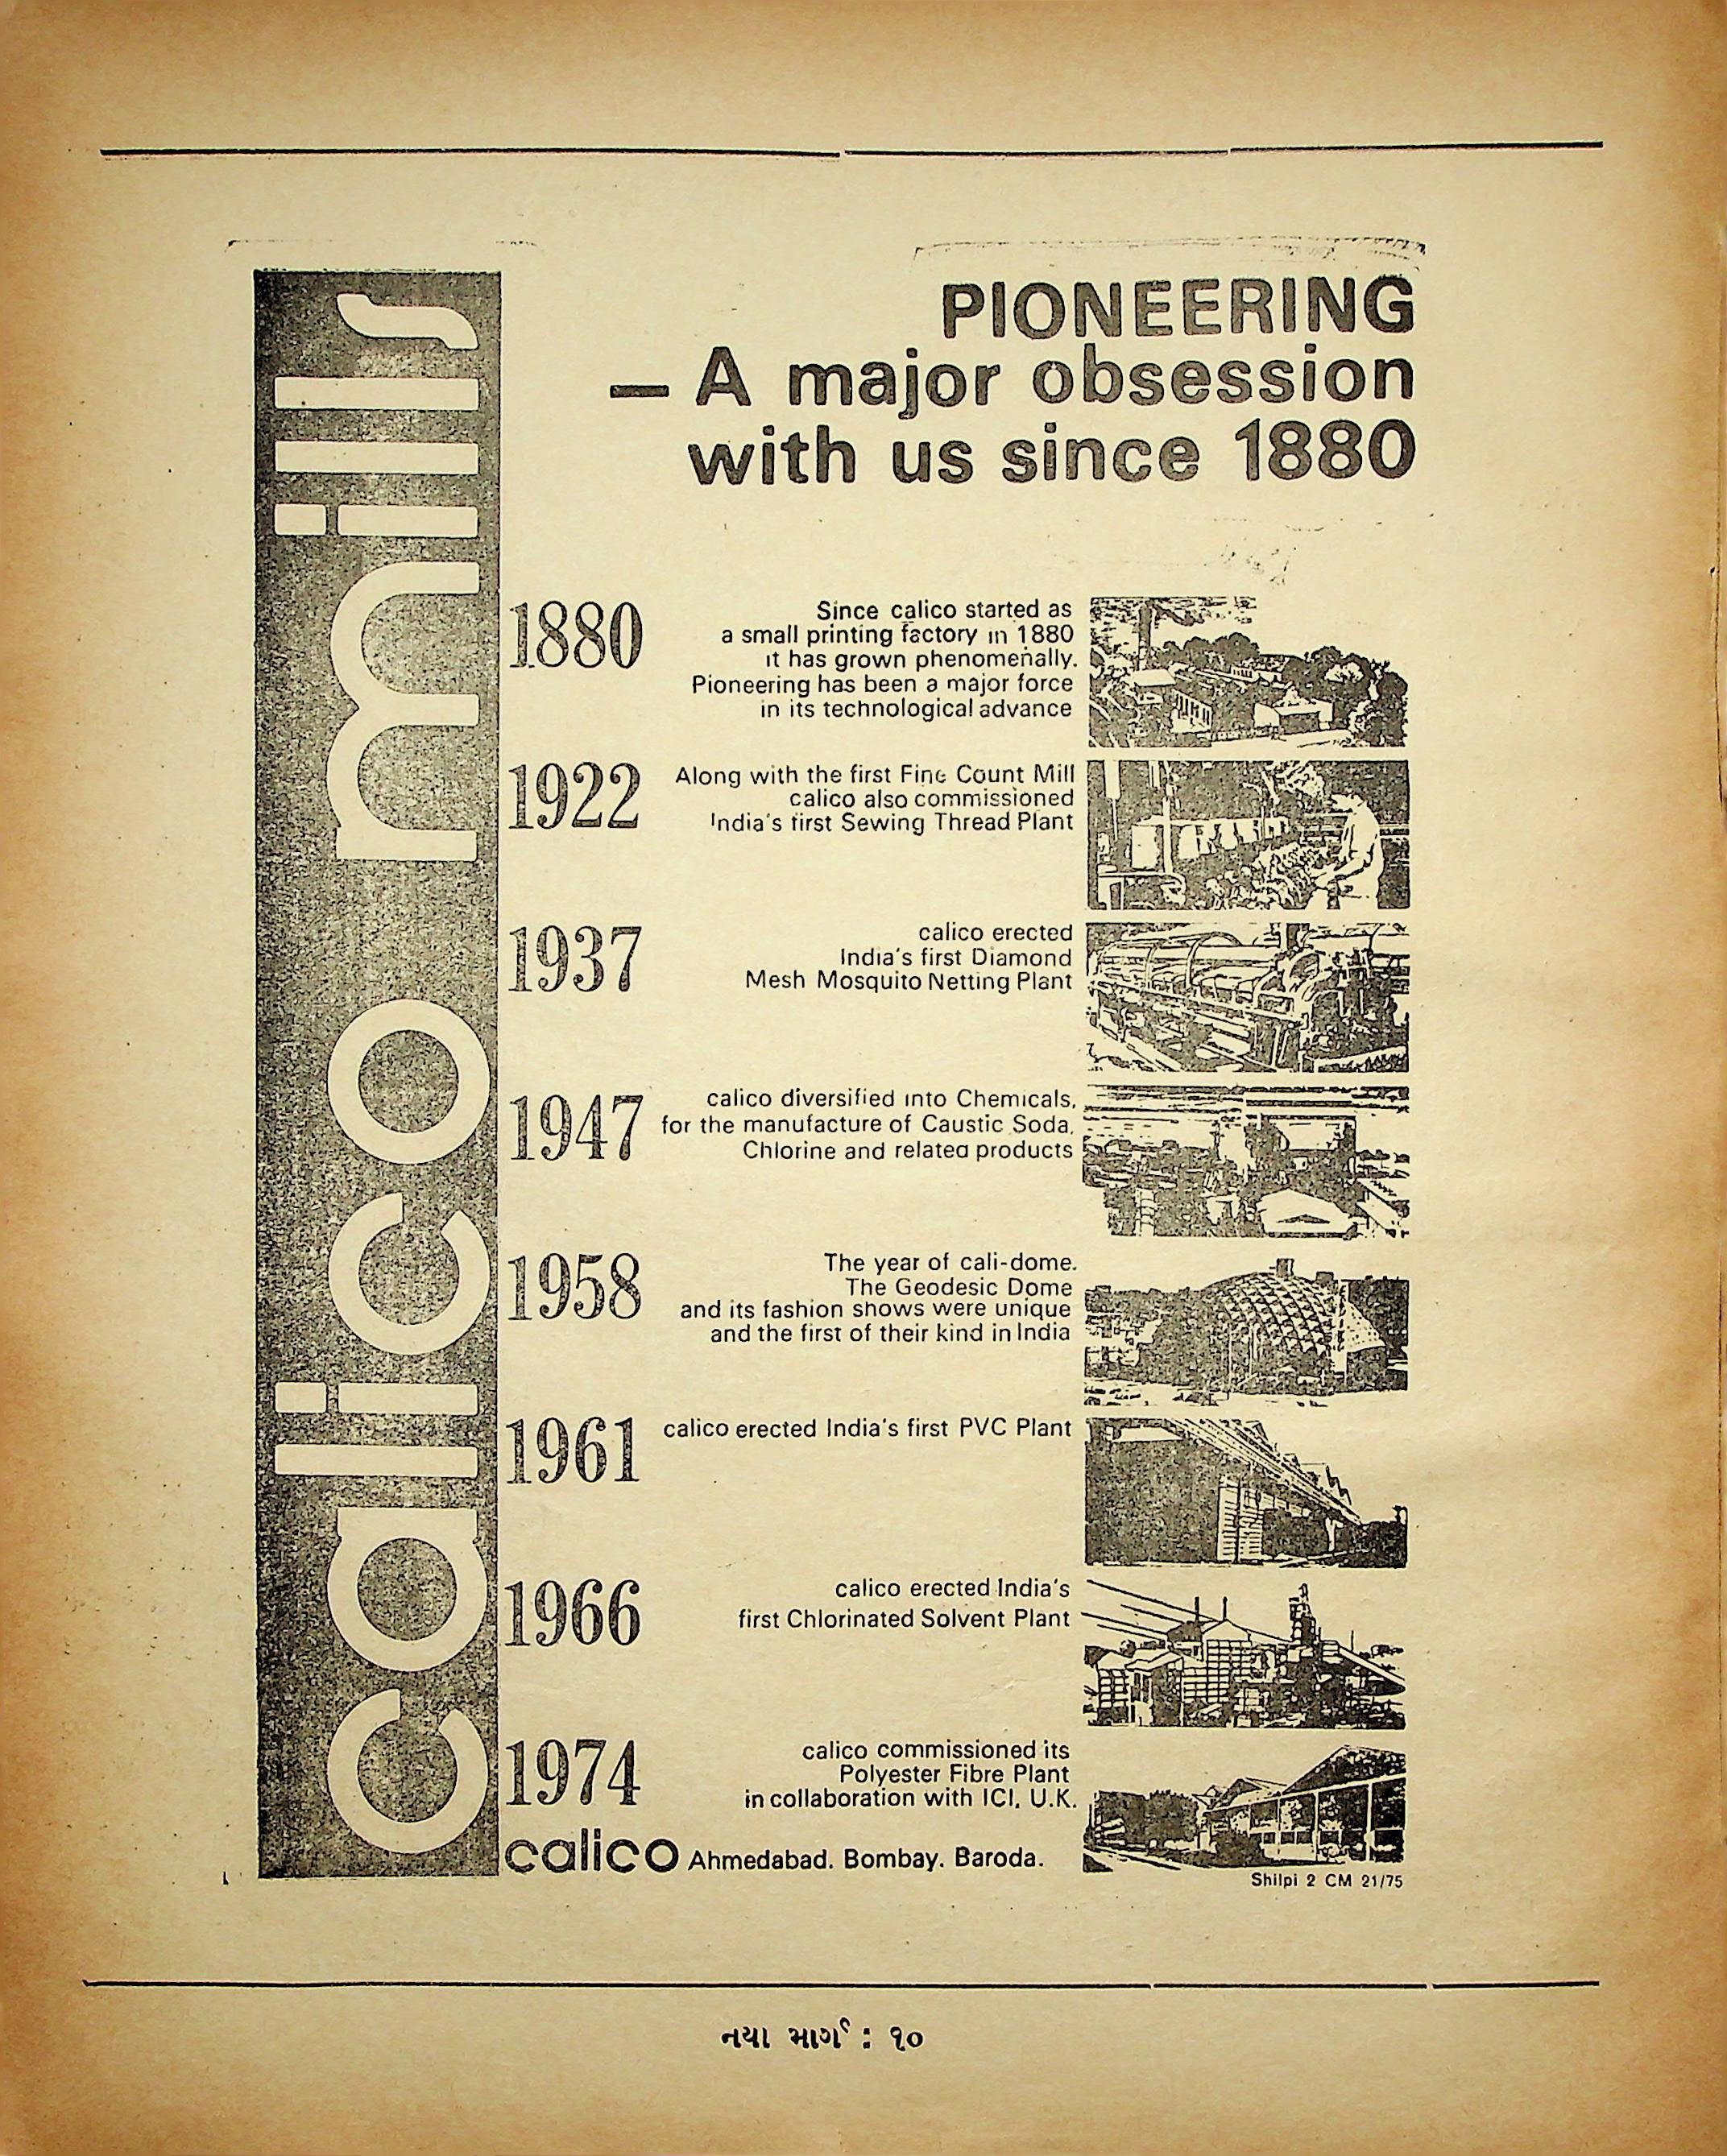 calico mills
PIONEERING
— A major obsession
with us since 1880
1880
Since calico started as
a small printing factory in 1880
it has grown phenomenally.
Pioneering has been a major force
in its technological advance
1922
Along with the first Fine Count Mill
calico also commissioned
India's first Sewing Thread Plant
1937
calico erected
India's first Diamond
Mesh Mosquito Netting Plant
1947
calico diversified into Chemicals,
for the manufacture of Caustic Soda,
Chlorine and related products
1958
The year of cali-dome.
The Geodesic Dome
and its fashion shows were unique
and the first of their kind in India
1961
calico erected India's first PVC Plant
1966
calico erected India's
first Chlorinated Solvent Plant
1974
calico commissioned its
Polyester Fibre Plant
in collaboration with ICI, U.K.
calico Ahmedabad. Bombay. Baroda.
Shilpi 2 CM 21/75
નયા માર્ગ : ૧૦